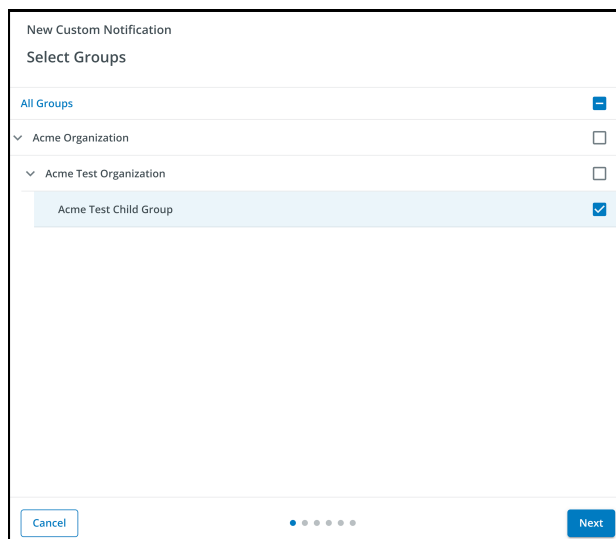 New Custom Notification
Select Groups
All Groups
Acme Organization
Acme Test Organization
Acme Test Child Group
Cancel
Next